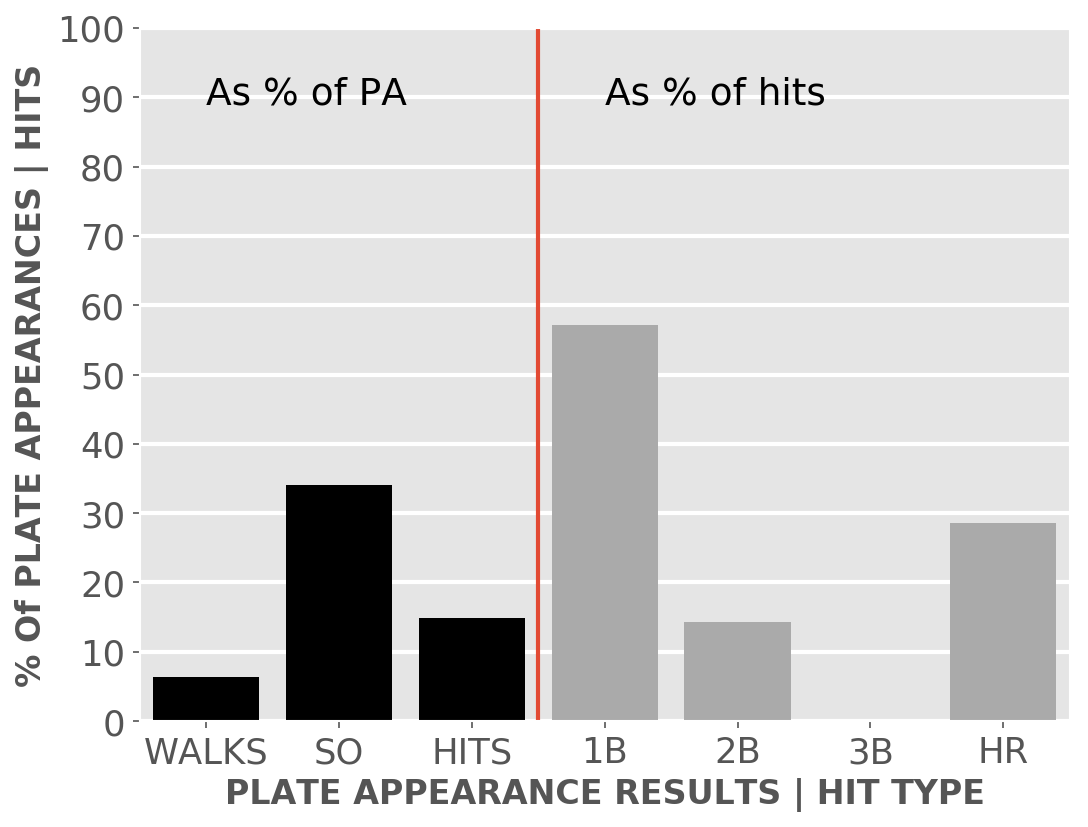 % Of PLATE APPEARANCES | HITS
100
90
80
70
60
50
40
30
20
10
0
As % of PA
As % of hits
WALKS SO HITS 1B 2B 3B HR
PLATE APPEARANCE RESULTS | HIT TYPE